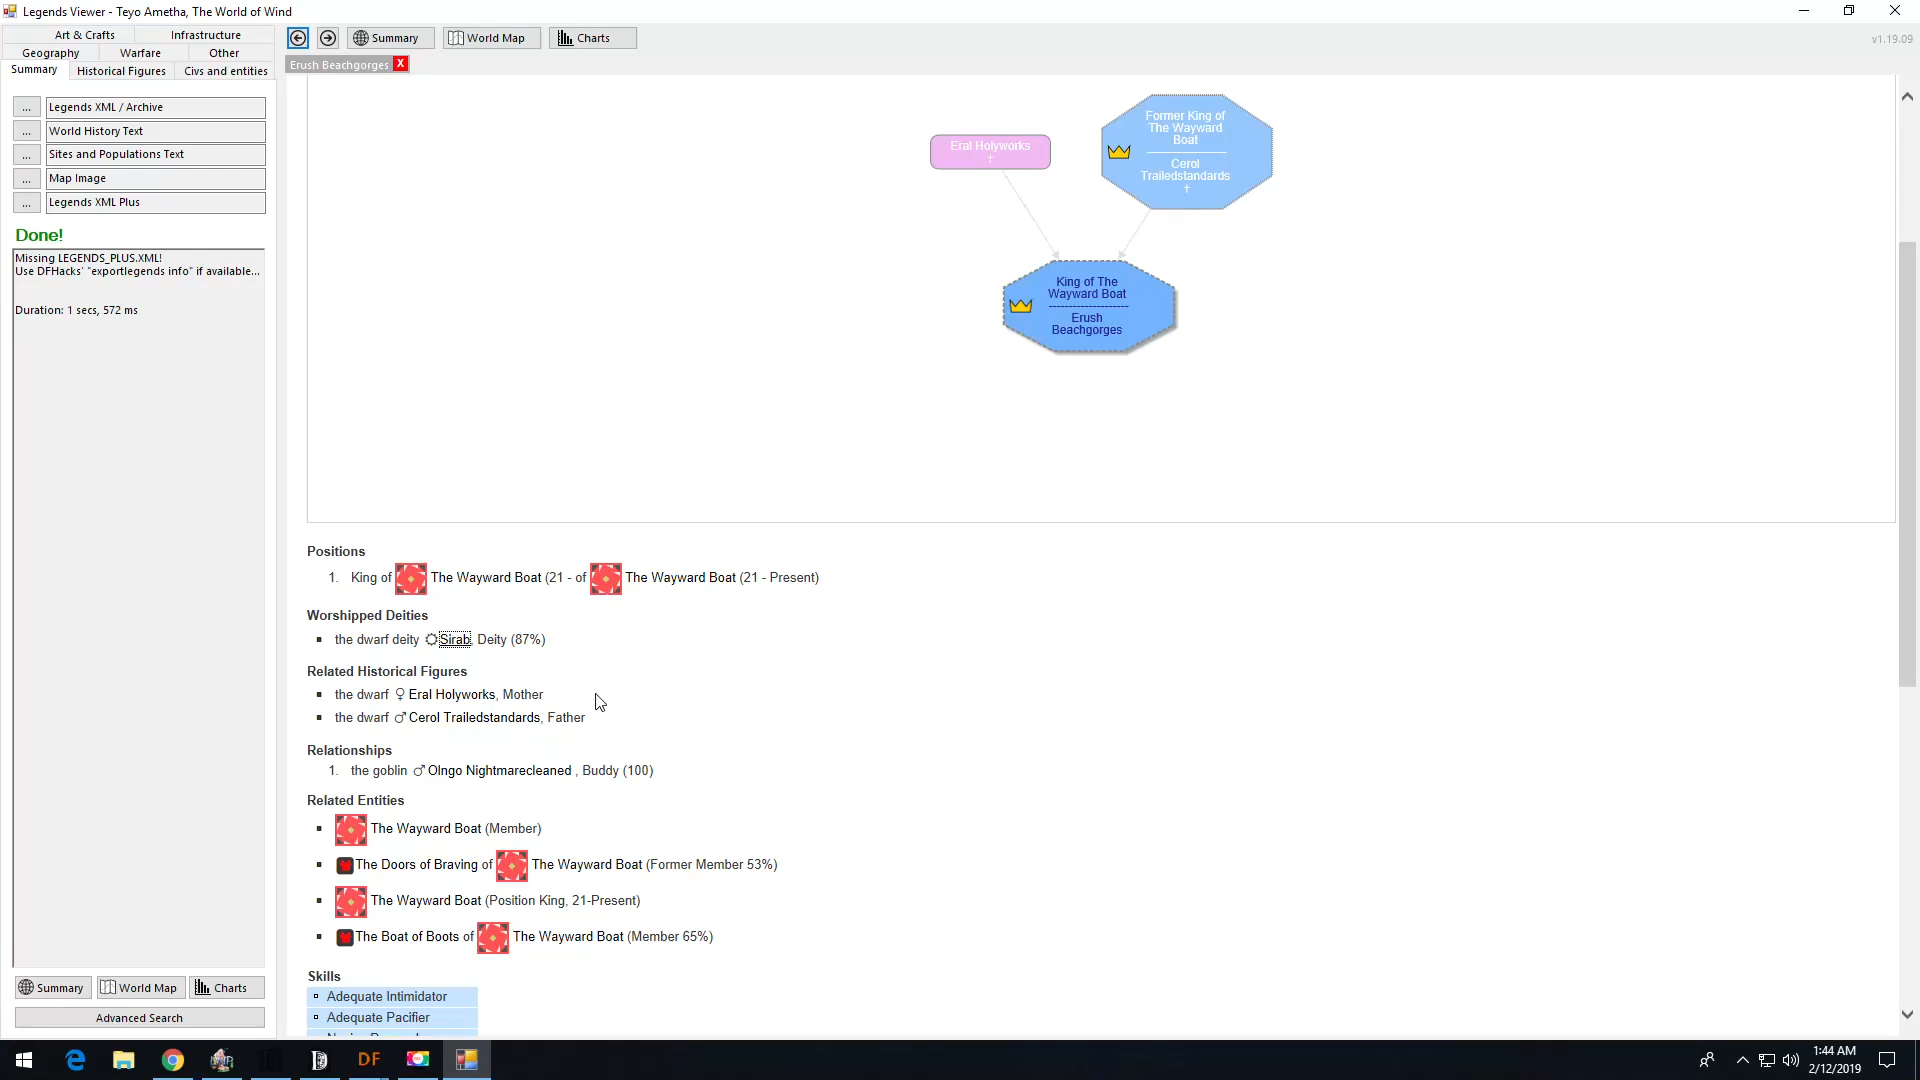 Legends Viewer - Teyo Ametha, The World of Wind
Art & Crafts
Infrastructure
Geography
Warfare
Other
Summary
Historical Figures
Civs and entities
Summary
World Map
Charts
v1.19.09
Erush Beachgorges X
... Legends XML / Archive
... World History Text
... Sites and Populations Text
... Map Image
... Legends XML Plus
Done!
Missing LEGENDS_PLUS.XML!
Use DFHacks' "exportlegends info" if available...
Duration: 1 secs, 572 ms
Eral Holyworks
†
Former King of
The Wayward
Boat
Cerol
Trailedstandards
†
King of The
Wayward Boat
--------------------
Erush
Beachgorges
Positions
1. King of The Wayward Boat (21 - of The Wayward Boat (21 - Present)
Worshipped Deities
the dwarf deity Sirab, Deity (87%)
Related Historical Figures
the dwarf ♀ Eral Holyworks, Mother
the dwarf ♂ Cerol Trailedstandards, Father
Relationships
1. the goblin ♂ Olngo Nightmarecleaned , Buddy (100)
Related Entities
The Wayward Boat (Member)
The Doors of Braving of The Wayward Boat (Former Member 53%)
The Wayward Boat (Position King, 21-Present)
The Boat of Boots of The Wayward Boat (Member 65%)
Skills
Adequate Intimidator
Adequate Pacifier
Summary
World Map
Charts
Advanced Search
DF
1:44 AM
2/12/2019